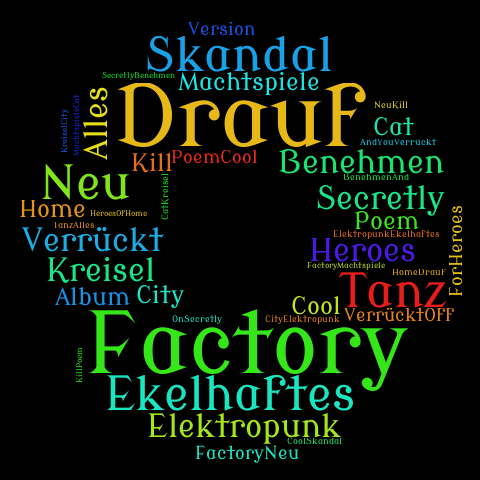 Version
Skandal
SecretlyBenehmen
Machtspiele
Drauf
Alles
KreiselCity
MachtspieleCat
NeuKill
Cat
AndYouVerrückt
Kill
PoemCool
Benehmen
BenehmenAnd
Neu
CatKreisel
Secretly
Home
HeroesOfHome
Poem
TanzAlles
ElektropunkEkelhaftes
ForHeroes
Verrückt
Heroes
Kreisel
FactoryMachtspiele
HomeDrauf
Tanz
Album
City
Cool
VerrücktOff
OnSecretly
CityElektropunk
Factory
KillPoem
Ekelhaftes
Elektropunk
CoolSkandal
FactoryNeu